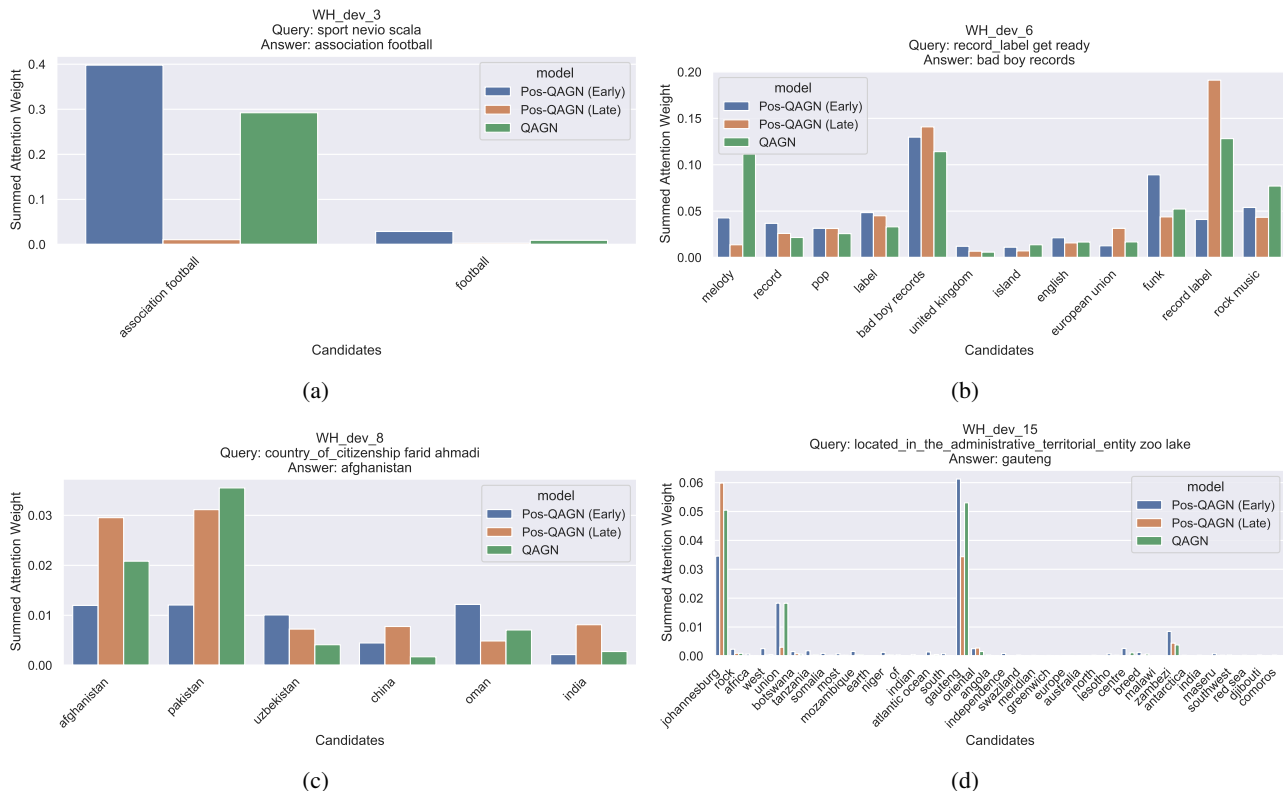 WH_dev_3
Query: sport nevio scala
Answer: association football
Summed Attention Weight
0.4
0.3
0.2
0.1
0.0
model
Pos-QAGN (Early)
Pos-QAGN (Late)
QAGN
association football
football
Candidates
(a)
WH_dev_6
Query: record_label get ready
Answer: bad boy records
Summed Attention Weight
0.20
0.15
0.10
0.05
0.00
model
Pos-QAGN (Early)
Pos-QAGN (Late)
QAGN
melody
record
pop
label
bad boy records
united kingdom
island
english
european union
funk
record label
rock music
Candidates
(b)
WH_dev_8
Query: country_of_citizenship farid ahmadi
Answer: afghanistan
Summed Attention Weight
0.03
0.02
0.01
0.00
model
Pos-QAGN (Early)
Pos-QAGN (Late)
QAGN
afghanistan
pakistan
uzbekistan
china
oman
india
Candidates
(c)
WH_dev_15
Query: located_in_the_administrative_territorial_entity zoo lake
Answer: gauteng
Summed Attention Weight
0.06
0.05
0.04
0.03
0.02
0.01
0.00
model
Pos-QAGN (Early)
Pos-QAGN (Late)
QAGN
johannesburg
rock
africa
west
union
botswana
tanzania
somalia
most
mozambique
earth
niger
of
indian
atlantic ocean
south
gauteng
oriental
angola
independence
swaziland
meridian
greenwich
europe
australia
north
lesotho
centre
breed
malawi
zambezi
antarctica
india
maseru
southwest
red sea
djibouti
comoros
Candidates
(d)